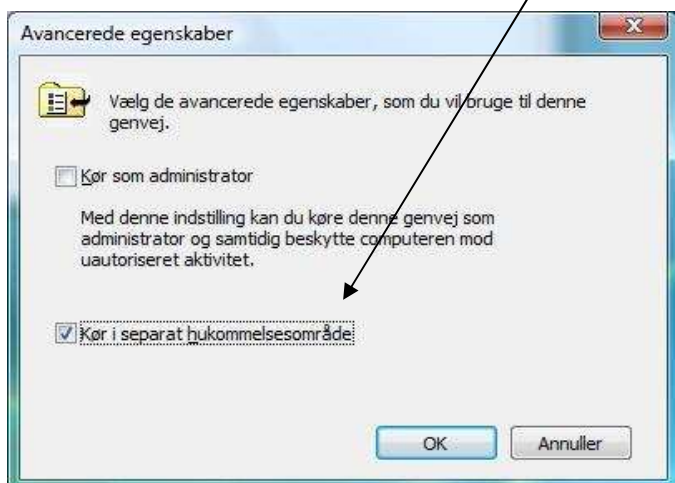 Avancerede egenskaber
Vælg de avancerede egenskaber, som du vil bruge til denne
genvej.
Kør som administrator
Med denne indstilling kan du køre denne genvej som
administrator og samtidig beskytte computeren mod
uautoriseret aktivitet.
Kør i separat hukommelsesområde
OK
Annuller